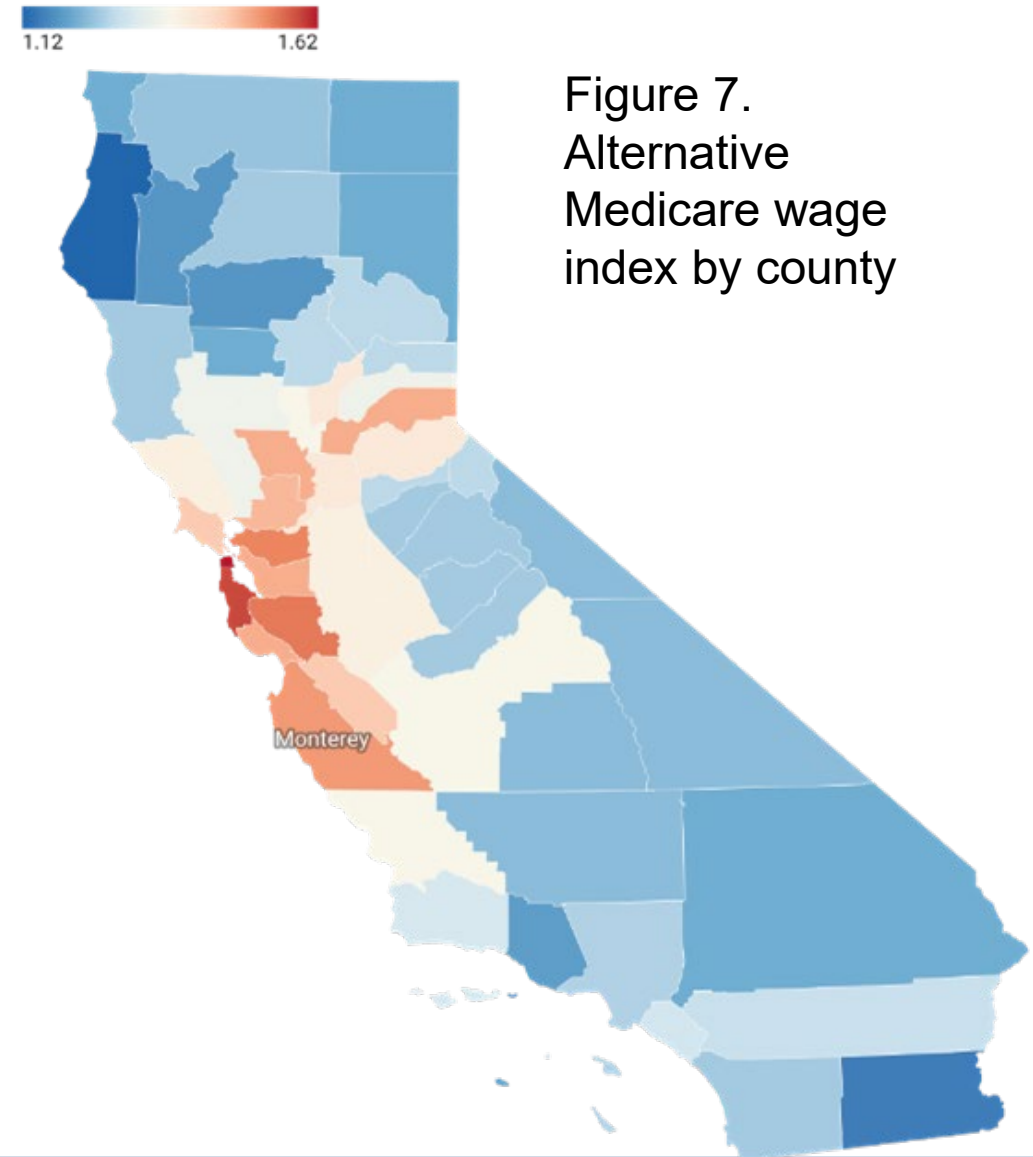 1.12
1.62
Figure 7.
Alternative
Medicare wage
index by county
Monterey